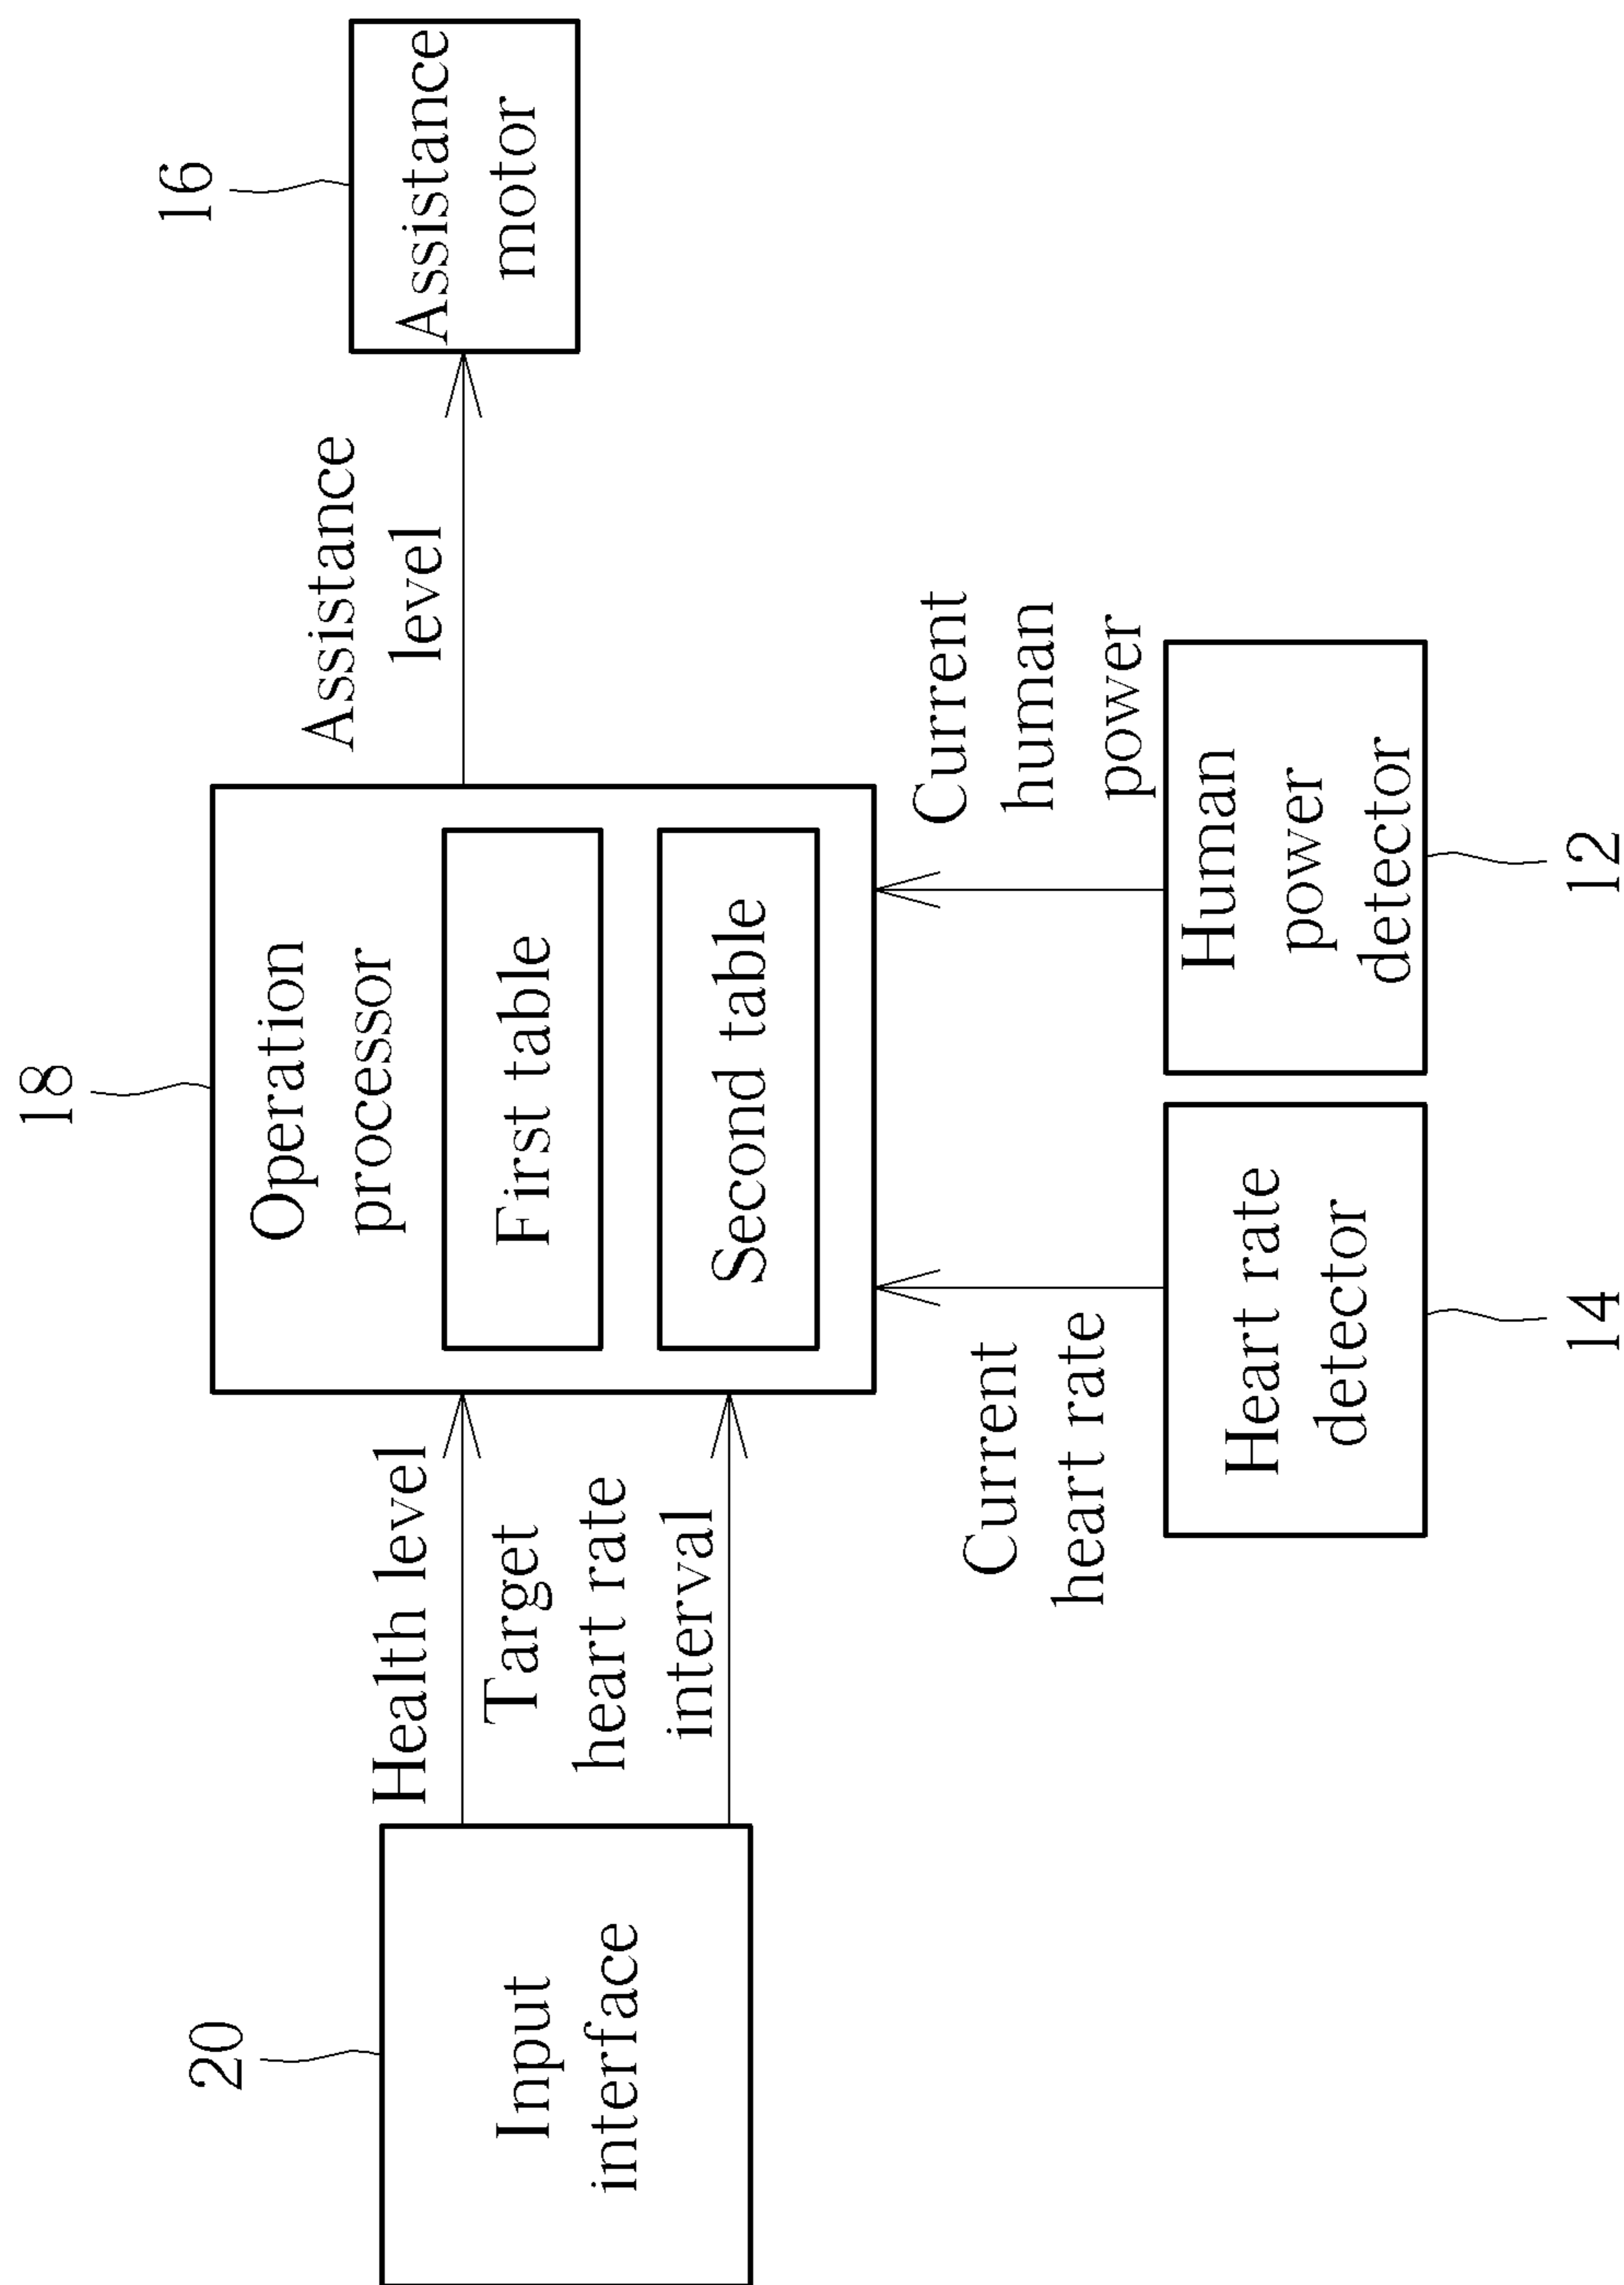 20
Input
interface
Health level
Target
heart rate
interval
18
Operation
processor
First table
Second table
Assistance
level
16
Assistance
motor
Current
heart rate
Heart rate
detector
14
Current
human
power
Human
power
detector
12